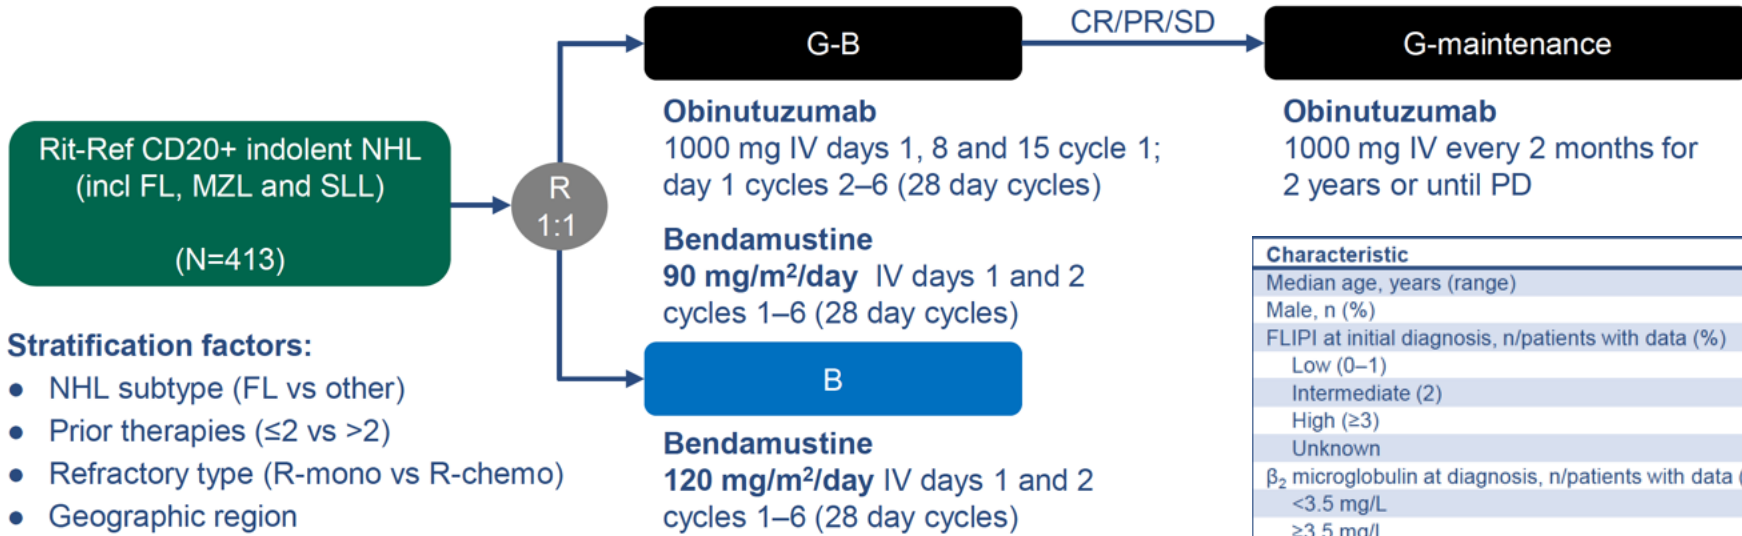 Rit-Ref CD20+ indolent NHL
(incl FL, MZL and SLL)
(N=413)
Stratification factors:
● NHL subtype (FL vs other)
● Prior therapies (≤2 vs >2)
● Refractory type (R-mono vs R-chemo)
● Geographic region
R
1:1
G-B
Obinutuzumab
1000 mg IV days 1, 8 and 15 cycle 1;
day 1 cycles 2–6 (28 day cycles)
Bendamustine
90 mg/m²/day IV days 1 and 2
cycles 1–6 (28 day cycles)
B
Bendamustine
120 mg/m²/day IV days 1 and 2
cycles 1–6 (28 day cycles)
CR/PR/SD
G-maintenance
Obinutuzumab
1000 mg IV every 2 months for
2 years or until PD
Characteristic
Median age, years (range)
Male, n (%)
FLIPI at initial diagnosis, n/patients with data (%)
Low (0–1)
Intermediate (2)
High (≥3)
Unknown
β₂ microglobulin at diagnosis, n/patients with data (
<3.5 mg/L
≥3.5 mg/L